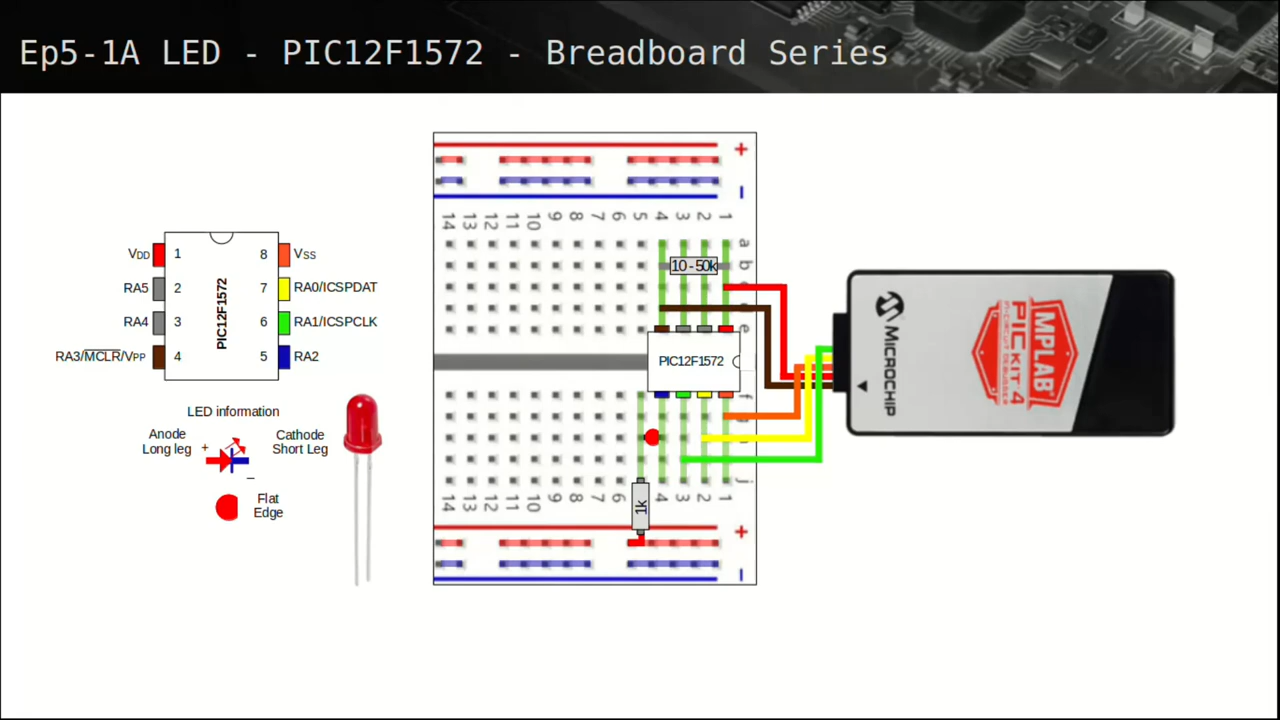 Ep5-1A LED - PIC12F1572 - Breadboard Series
VDD 1 8 VSS
RA5 2 7 RA0/ICSPDAT
RA4 3 6 RA1/ICSPCLK
RA3/MCLR/VPP 4 5 RA2
PIC12F1572
LED information
Anode
Long leg
+
−
Cathode
Short Leg
Flat
Edge
+
−
14 13 12 11 10 9 8 7 6 5 4 3 2 1
a
b
10-50k
e
PIC12F1572
f
j
1k
14 13 12 11 10 9 8 7 6 4 3 2 1
+
−
MICROCHIP
MPLAB
PICKIT 4
IN-CIRCUIT DEBUGGER